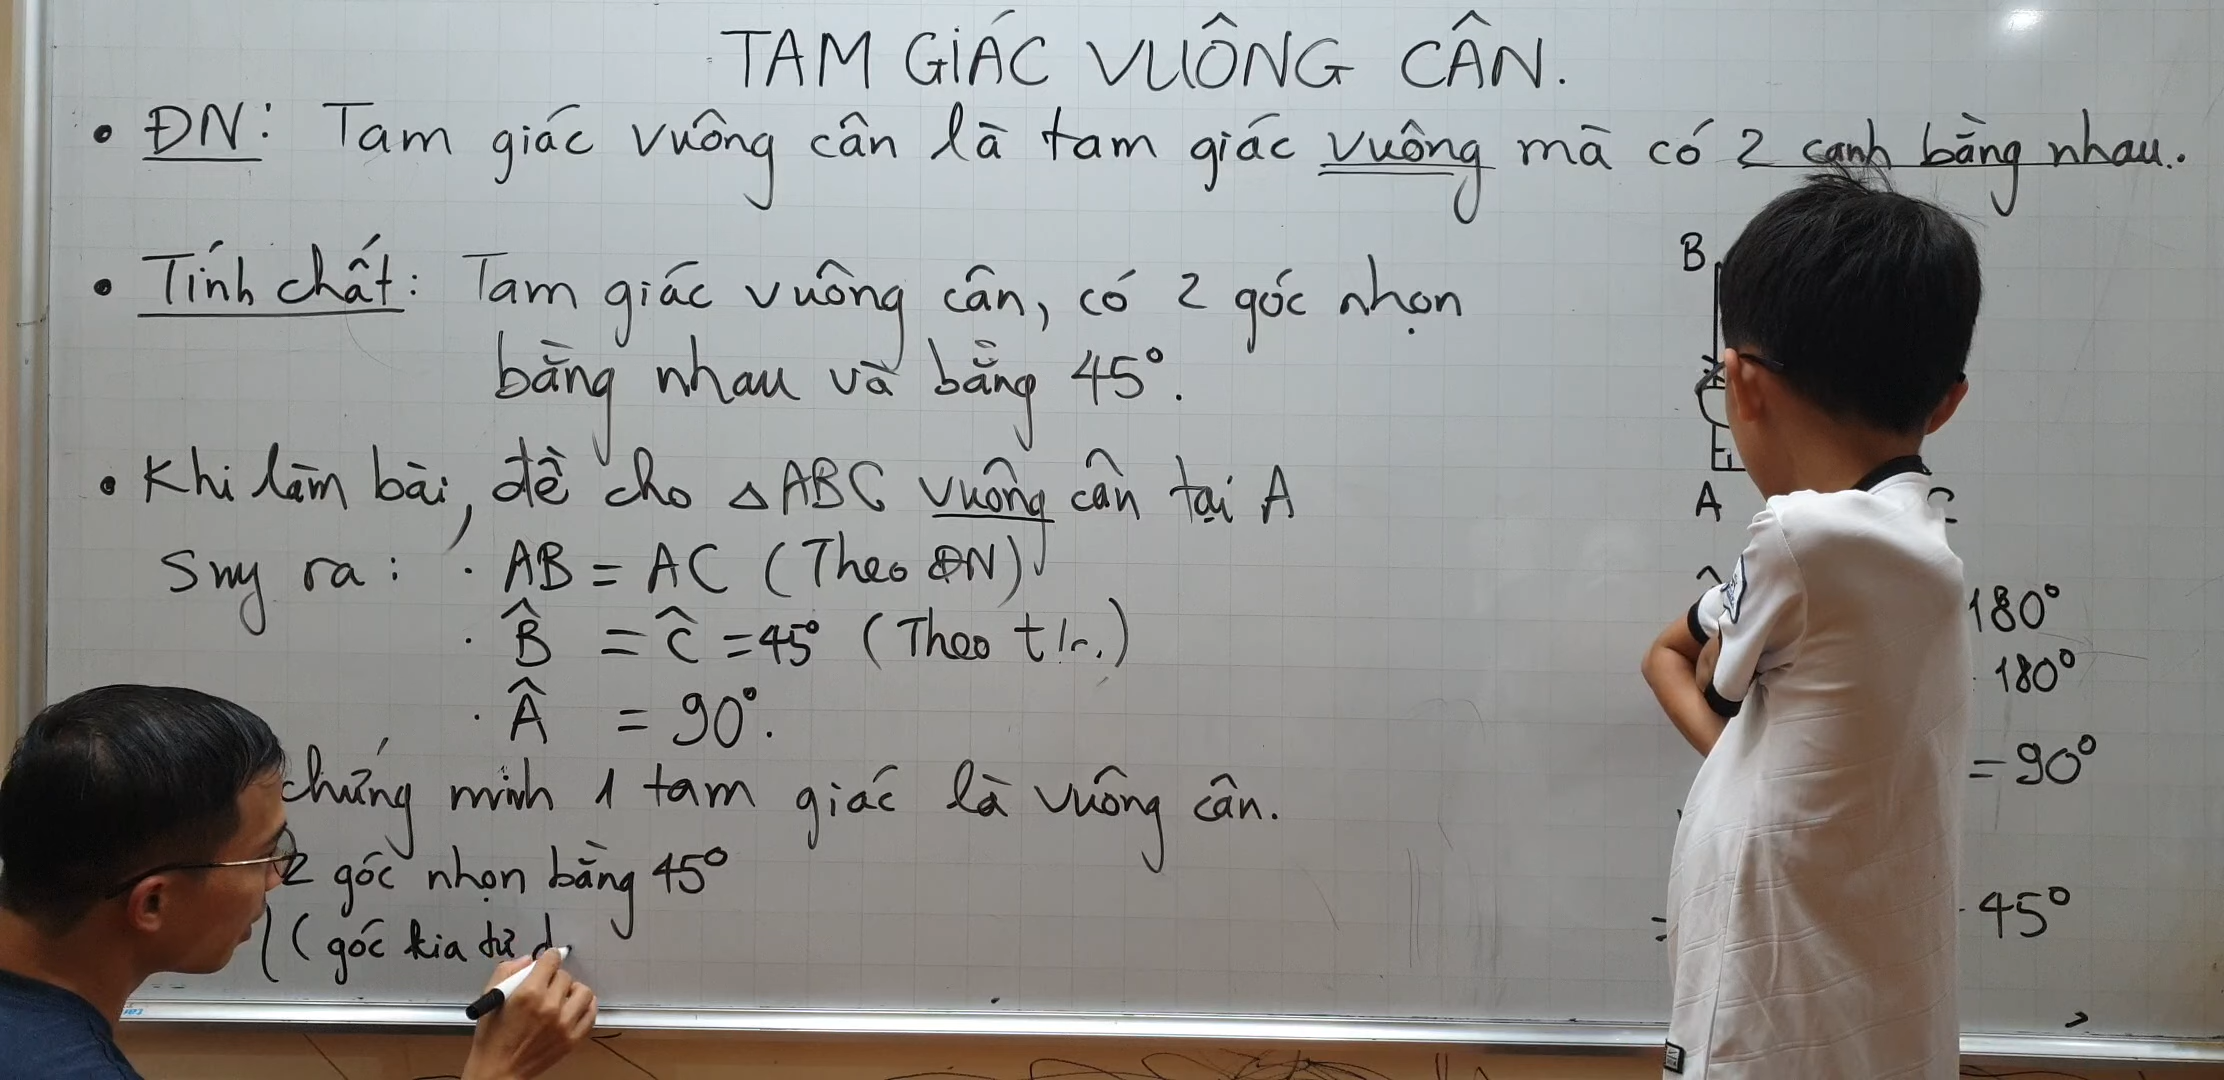 TAM GIÁC VUÔNG CÂN.
• ĐN: Tam giác vuông cân là tam giác vuông mà có 2 cạnh bằng nhau.
• Tính chất: Tam giác vuông cân, có 2 góc nhọn
bằng nhau và bằng 45°.
• Khi làm bài, đề cho △ABC vuông cân tại A
Suy ra: · AB = AC (Theo ĐN)
· B̂ = Ĉ = 45° (Theo t/c.)
· Â = 90°.
chứng minh 1 tam giác là vuông cân.
2 góc nhọn bằng 45°
(góc kia từ
B
A
C
180°
180°
= 90°
45°